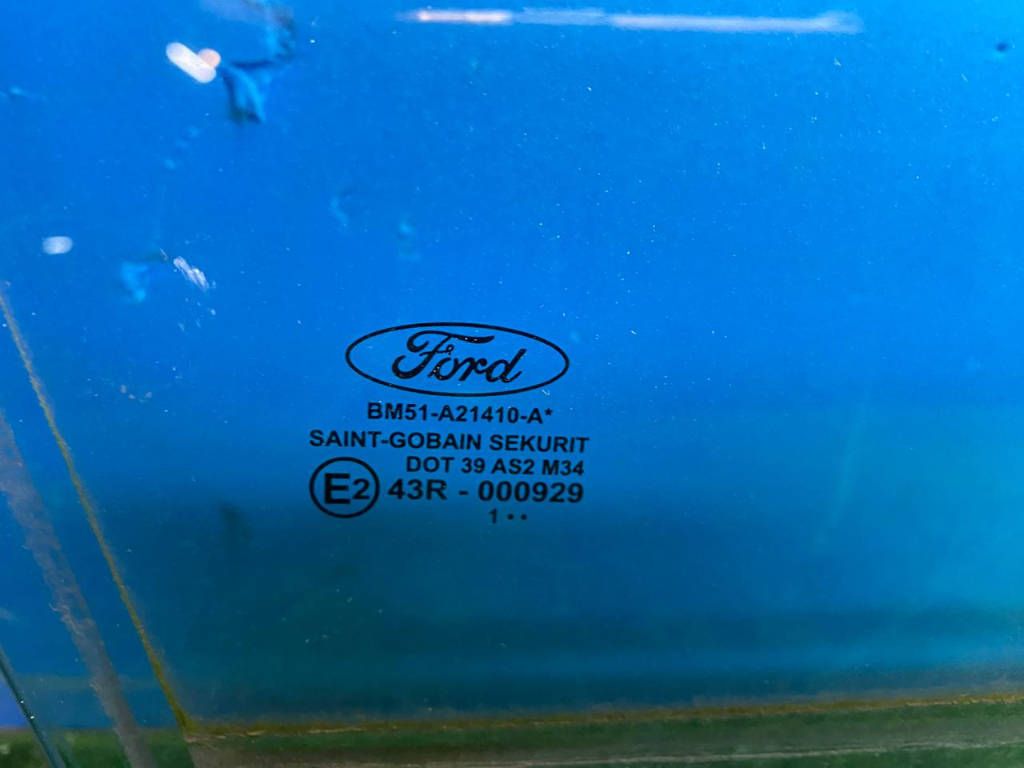 Ford
BM51-A21410-A*
SAINT-GOBAIN SEKURIT
DOT 39 AS2 M34
E2 43R - 000929
1 • •